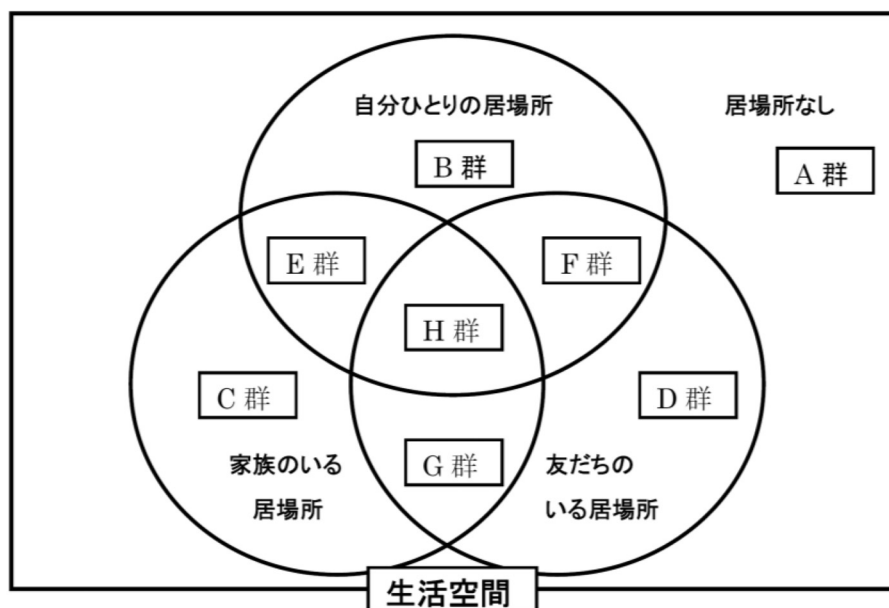 自分ひとりの居場所
居場所なし
B 群
A 群
E 群
F 群
H 群
C 群
D 群
家族のいる
居場所
G 群
友だちの
いる居場所
生活空間